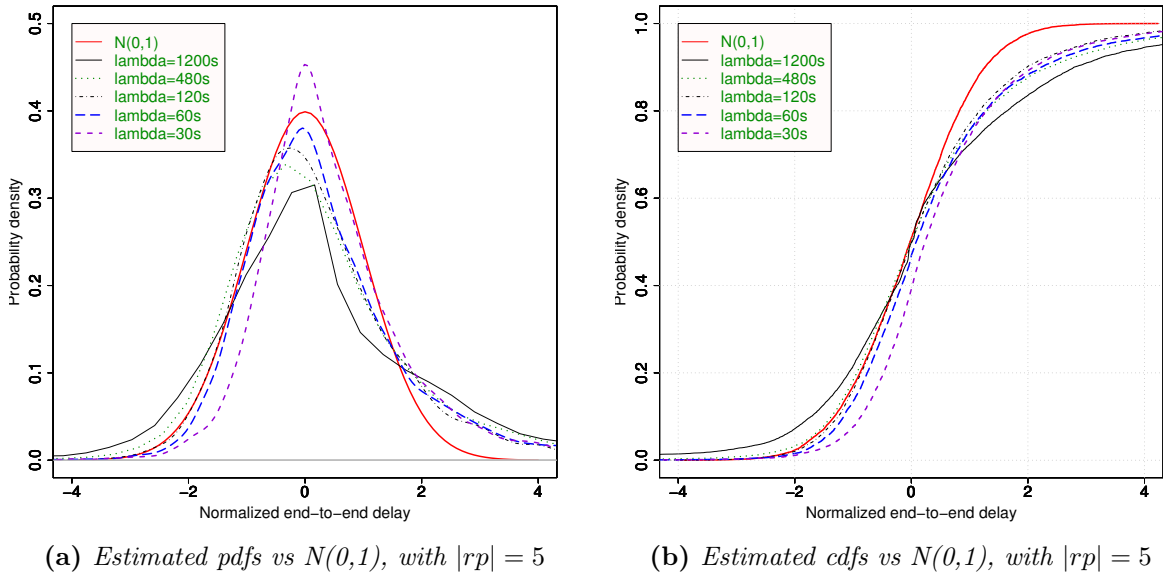 0.5
0.4
0.3
0.2
0.1
0.0
Probability density
N(0,1)
lambda=1200s
lambda=480s
lambda=120s
lambda=60s
lambda=30s
−4
−2
0
2
4
Normalized end−to−end delay
(a) Estimated pdfs vs N(0,1), with |rp| = 5
1.0
0.8
0.6
0.4
0.2
0.0
Probability density
N(0,1)
lambda=1200s
lambda=480s
lambda=120s
lambda=60s
lambda=30s
−4
−2
0
2
4
Normalized end−to−end delay
(b) Estimated cdfs vs N(0,1), with |rp| = 5